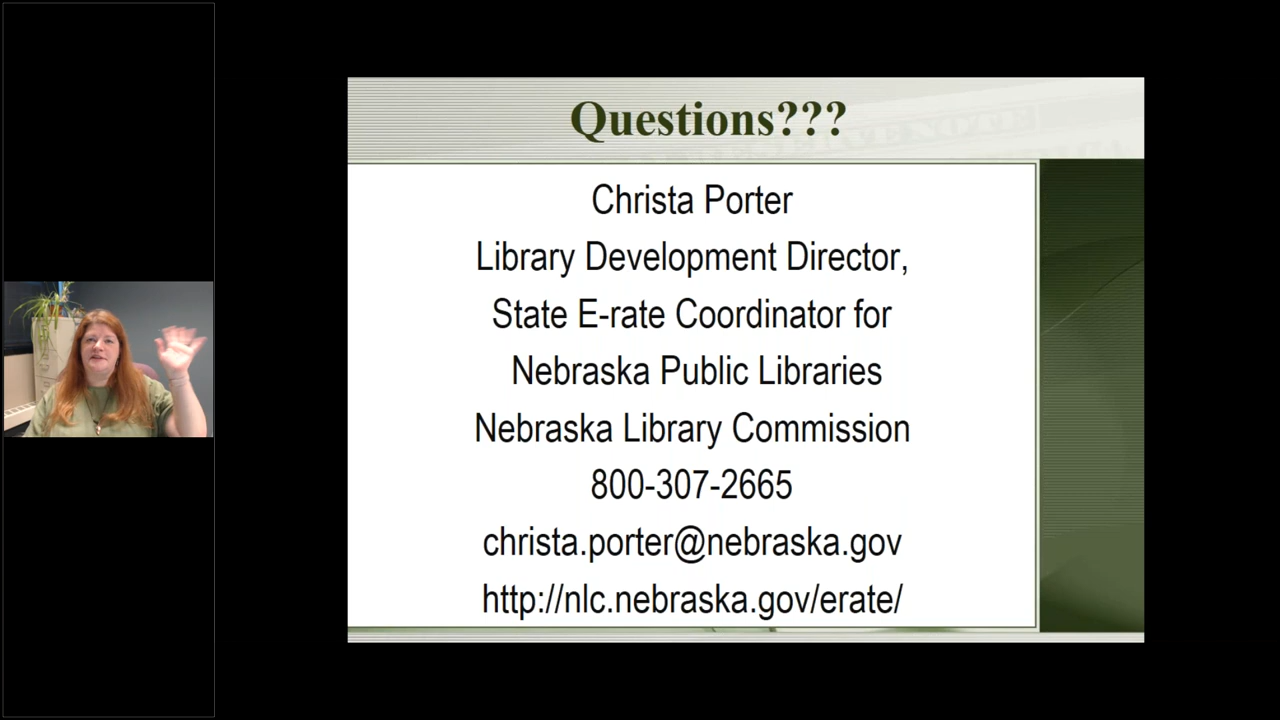 Questions???
Christa Porter
Library Development Director,
State E-rate Coordinator for
Nebraska Public Libraries
Nebraska Library Commission
800-307-2665
christa.porter@nebraska.gov
http://nlc.nebraska.gov/erate/